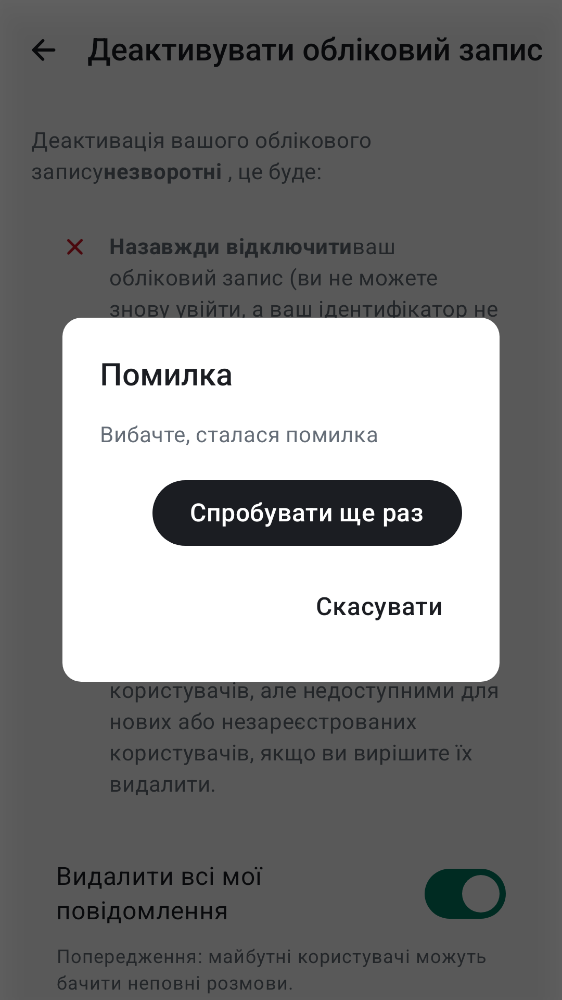 Деактивувати обліковий запис
Деактивація вашого облікового
записунезворотні , це буде:
Назавжди відключитиваш
обліковий запис (ви не можете
знову увійти, а ваш ідентифікатор не
Помилка
Вибачте, сталася помилка
Спробувати ще раз
Скасувати
користувачів, але недоступними для
нових або незареєстрованих
користувачів, якщо ви вирішите їх
видалити.
Видалити всі мої
повідомлення
Попередження: майбутні користувачі можуть
бачити неповні розмови.